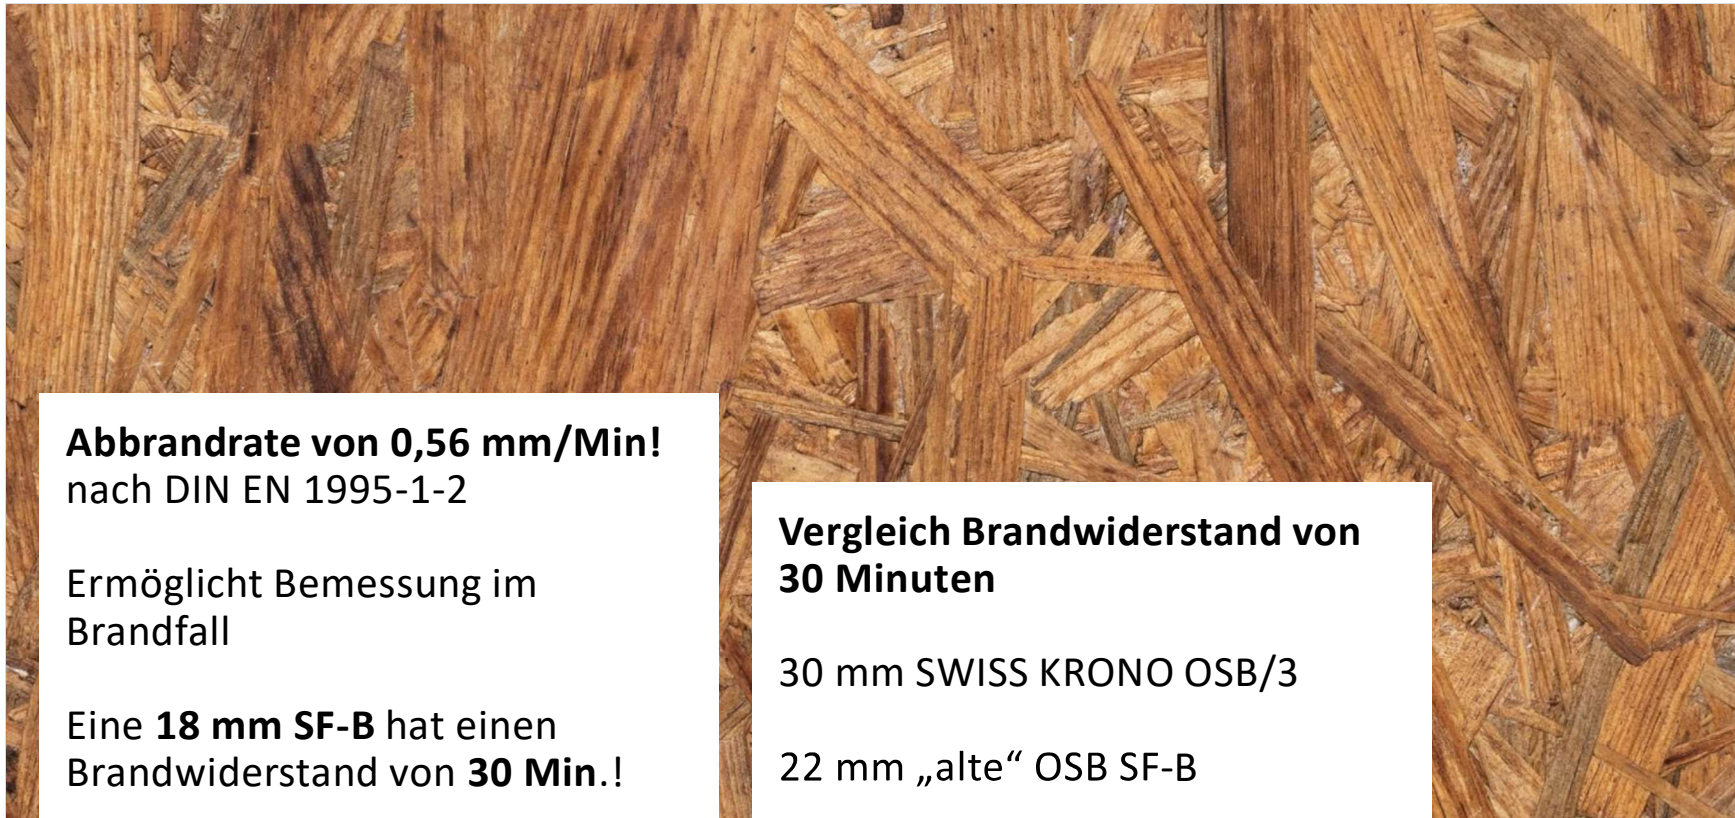 Abbrandrate von 0,56 mm/Min!
nach DIN EN 1995-1-2
Ermöglicht Bemessung im
Brandfall
Eine 18 mm SF-B hat einen
Brandwiderstand von 30 Min.!
Vergleich Brandwiderstand von
30 Minuten
30 mm SWISS KRONO OSB/3
22 mm „alte“ OSB SF-B